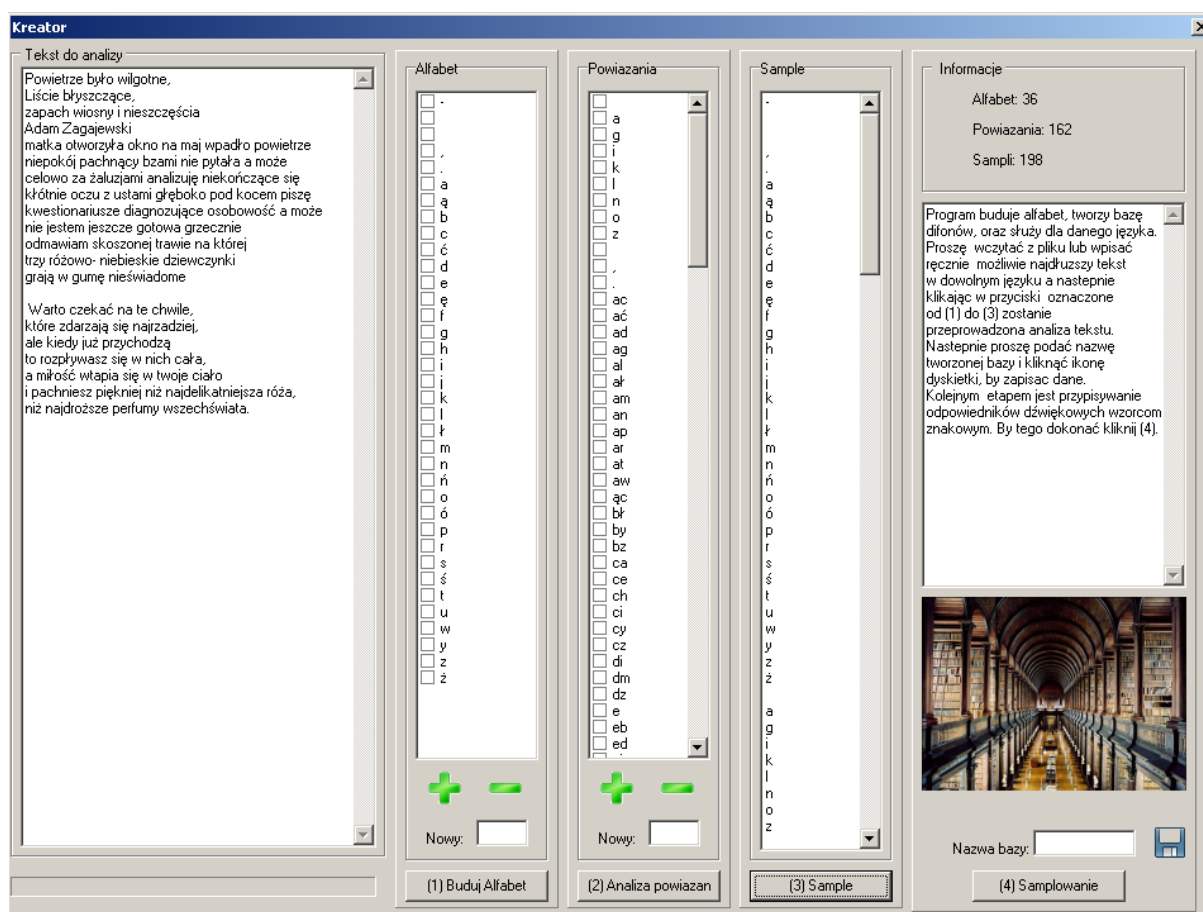 Kreator
Tekst do analizy
Powietrze było wilgotne,
Liście błyszczące,
zapach wiosny i nieszczęścia
Adam Zagajewski
matka otworzyła okno na maj wpadło powietrze
niepokój pachnący bzami nie pytała a może
celowo za żaluzjami analizuję niekończące się
kłótnie oczu z ustami głęboko pod kocem piszę
kwestionariusze diagnozujące osobowość a może
nie jestem jeszcze gotowa grzecznie
odmawiam skoszonej trawie na której
trzy różowo- niebieskie dziewczynki
grają w gumę nieświadome
Warto czekać na te chwile,
które zdarzają się najrzadziej,
ale kiedy już przychodzą
to rozpływasz się w nich cała,
a miłość wtapia się w twoje ciało
i pachniesz piękniej niż najdelikatniejsza róża,
niż najdroższe perfumy wszechświata.
Alfabet
-
,
.
a
ą
b
c
ć
d
e
ę
f
g
h
i
j
k
l
ł
m
n
ń
o
ó
p
r
s
ś
t
u
w
y
z
ż
Nowy:
(1) Buduj Alfabet
Powiazania
a
g
i
k
l
n
o
z
,
.
ac
ać
ad
ag
al
ał
am
an
ap
ar
at
aw
ąc
bł
by
bz
ca
ce
ch
ci
cy
cz
di
dm
dz
e
eb
ed
Nowy:
(2) Analiza powiazan
Sample
-
,
.
a
ą
b
c
ć
d
e
ę
f
g
h
i
j
k
l
ł
m
n
ń
o
ó
p
r
s
ś
t
u
w
y
z
ż
a
g
i
k
l
n
o
z
(3) Sample
Informacje
Alfabet: 36
Powiazania: 162
Sampli: 198
Program buduje alfabet, tworzy bazę
difonów, oraz służy dla danego języka.
Proszę wczytać z pliku lub wpisać
ręcznie możliwie najdłuzszy tekst
w dowolnym języku a nastepnie
klikając w przyciski oznaczone
od (1) do (3) zostanie
przeprowadzona analiza tekstu.
Nastepnie proszę podać nazwę
tworzonej bazy i kliknąć ikonę
dyskietki, by zapisac dane.
Kolejnym etapem jest przypisywanie
odpowiedników dźwiękowych wzorcom
znakowym. By tego dokonać kliknij (4).
Nazwa bazy:
(4) Samplowanie